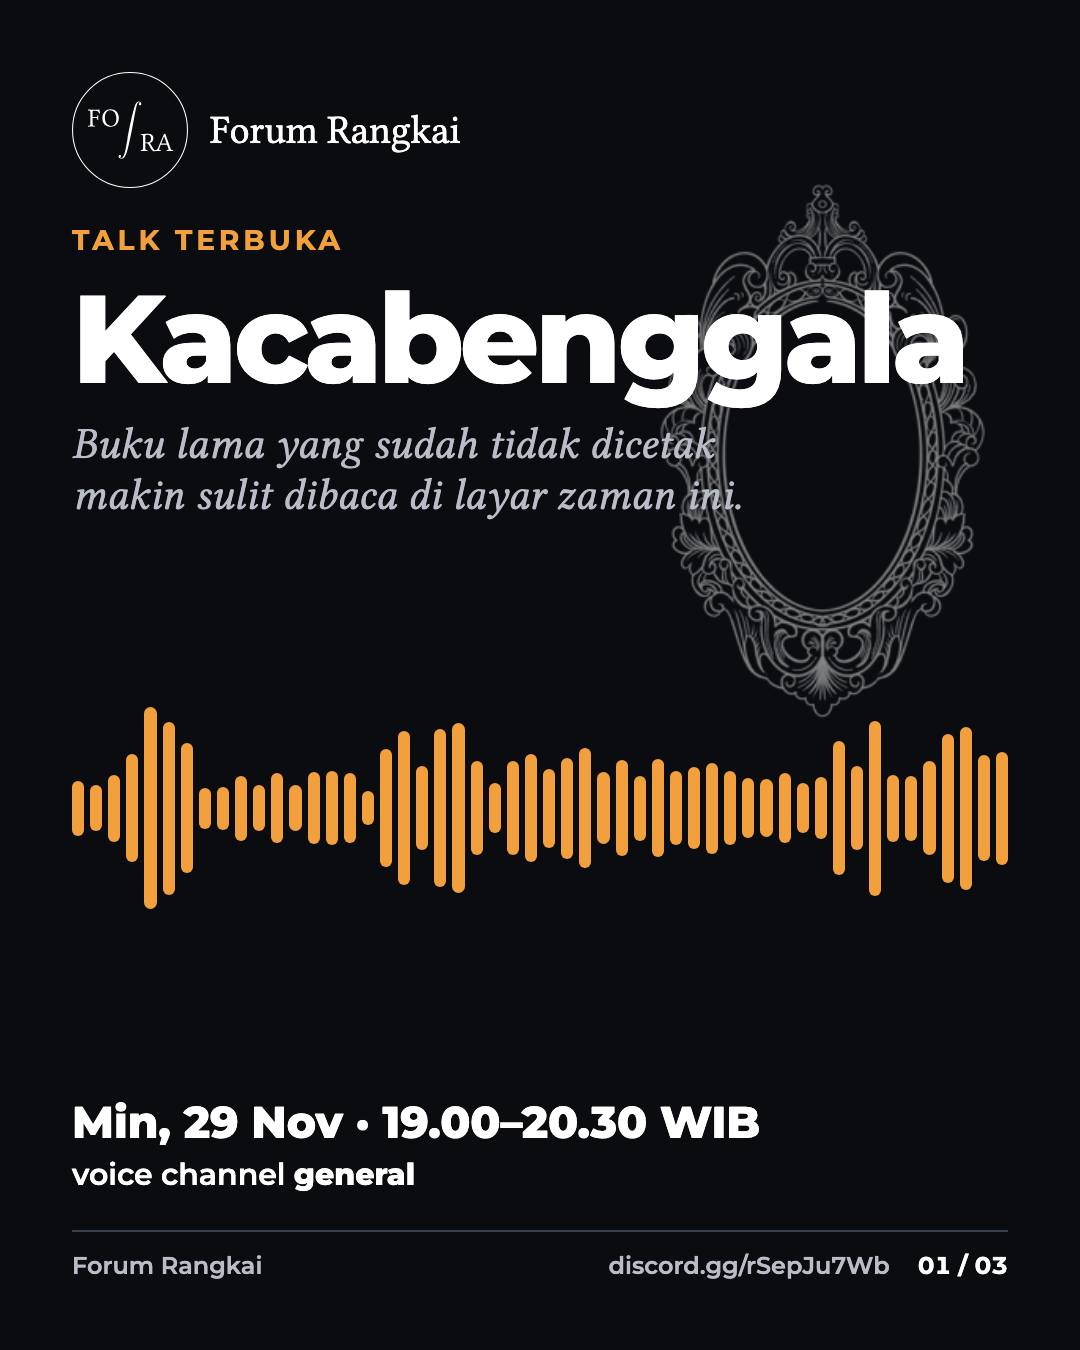 FO
RA
Forum Rangkai
TALK TERBUKA
Kacabenggala
Buku lama yang sudah tidak dicetak
makin sulit dibaca di layar zaman ini.
Min, 29 Nov · 19.00–20.30 WIB
voice channel general
Forum Rangkai
discord.gg/rSepJu7Wb 01 / 03